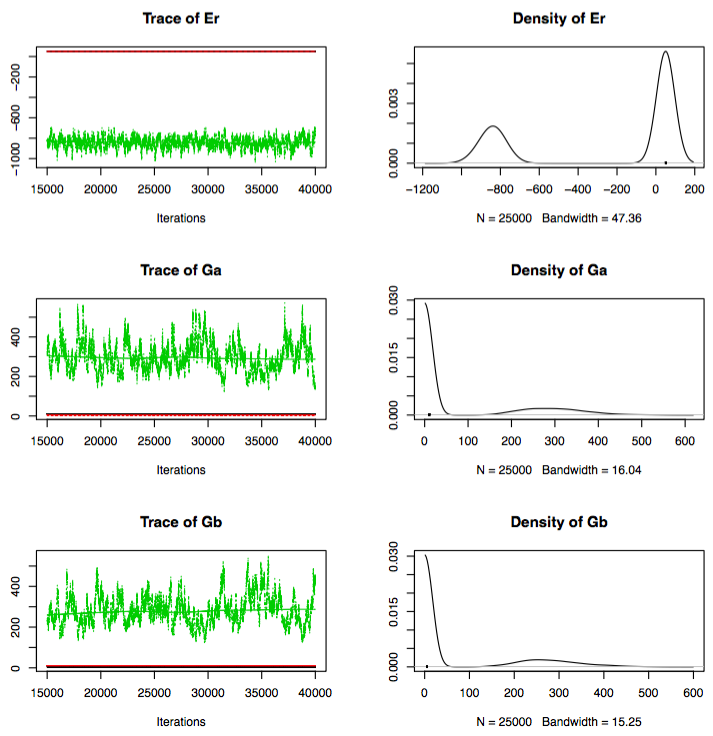 Trace of Er
−200
−600
−1000
15000 20000 25000 30000 35000 40000
Iterations
Density of Er
0.003
0.000
−1200 −800 −600 −400 −200 0 200
N = 25000 Bandwidth = 47.36
Trace of Ga
400
200
0
15000 20000 25000 30000 35000 40000
Iterations
Density of Ga
0.030
0.015
0.000
0 100 200 300 400 500 600
N = 25000 Bandwidth = 16.04
Trace of Gb
400
200
0
15000 20000 25000 30000 35000 40000
Iterations
Density of Gb
0.030
0.015
0.000
0 100 200 300 400 500 600
N = 25000 Bandwidth = 15.25